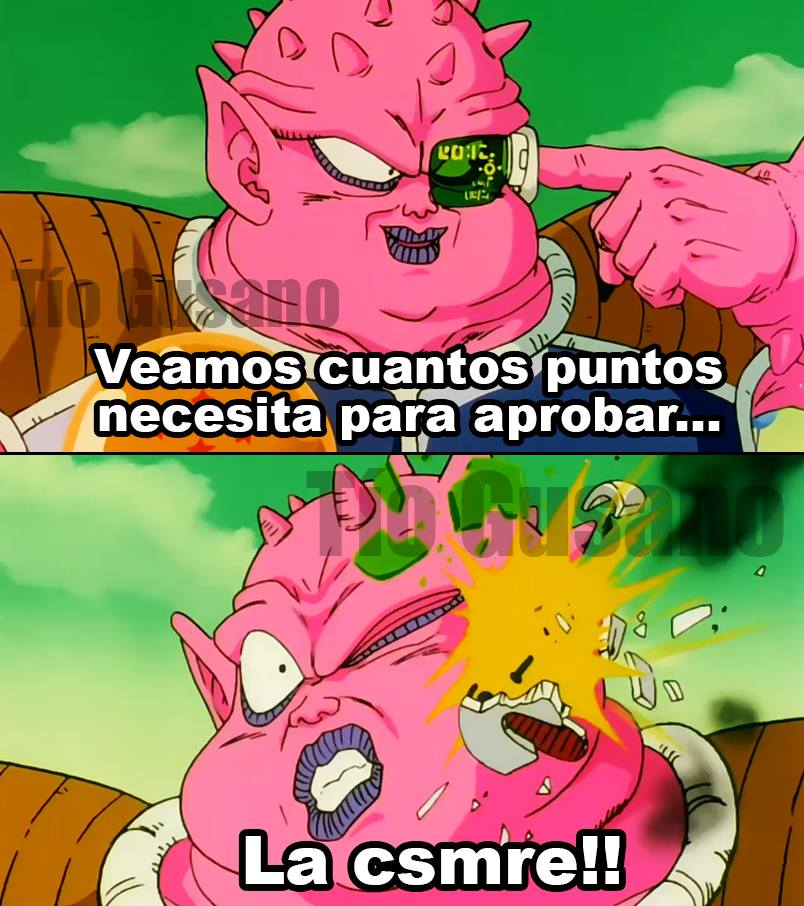 Tío Gusano
Veamos cuantos puntos
necesita para aprobar...
Tío Gusano
La csmre!!